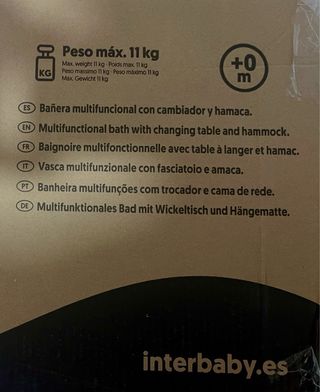 Peso máx. 11 kg
Max. weight 11 kg · Poids max. 11 kg
Peso massimo 11 kg · Peso máximo 11 kg
Max. Gewicht 11 kg
KG
+0
m
ES Bañera multifuncional con cambiador y hamaca.
EN Multifunctional bath with changing table and hammock.
FR Baignoire multifonctionnelle avec table à langer et hamac.
IT Vasca multifunzionale con fasciatoio e amaca.
PT Banheira multifunções com trocador e cama de rede.
DE Multifunktionales Bad mit Wickeltisch und Hängematte.
interbaby.es